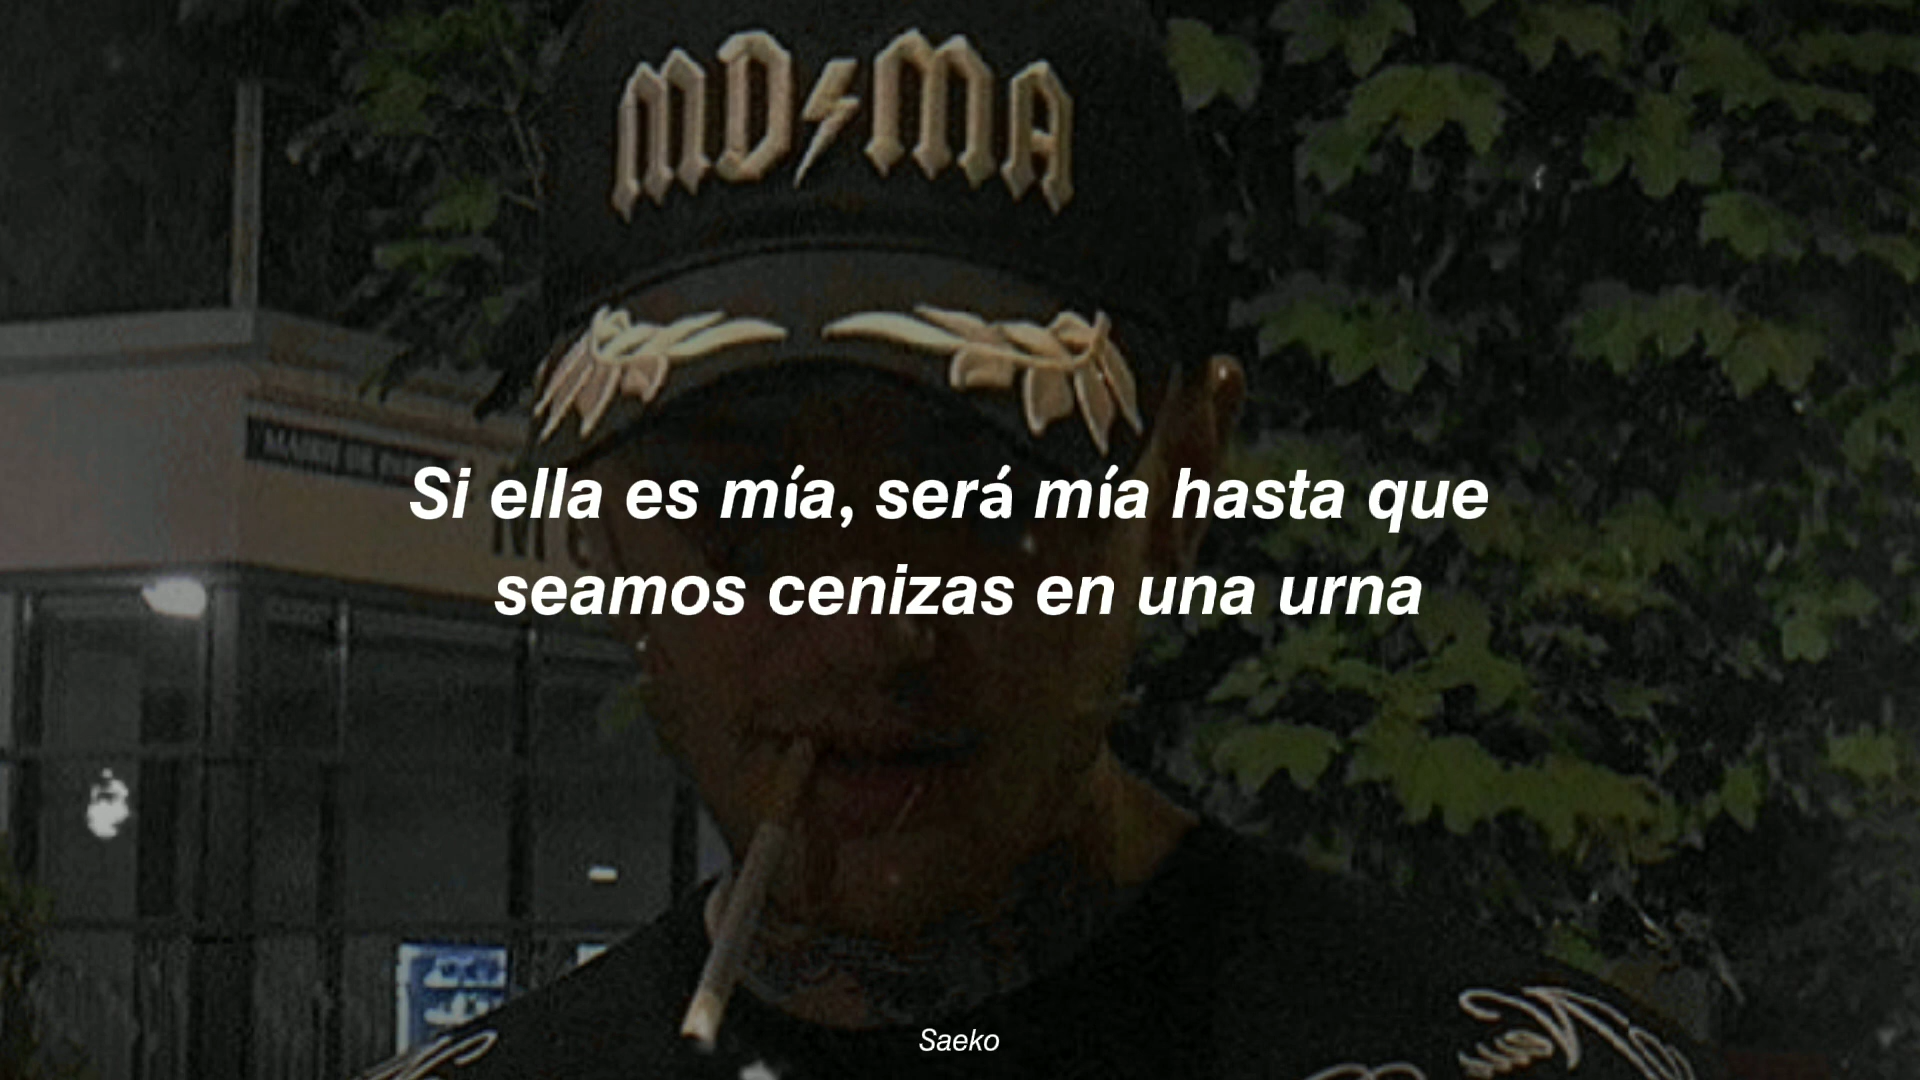 MD⚡MA
Si ella es mía, será mía hasta que
seamos cenizas en una urna
Saeko